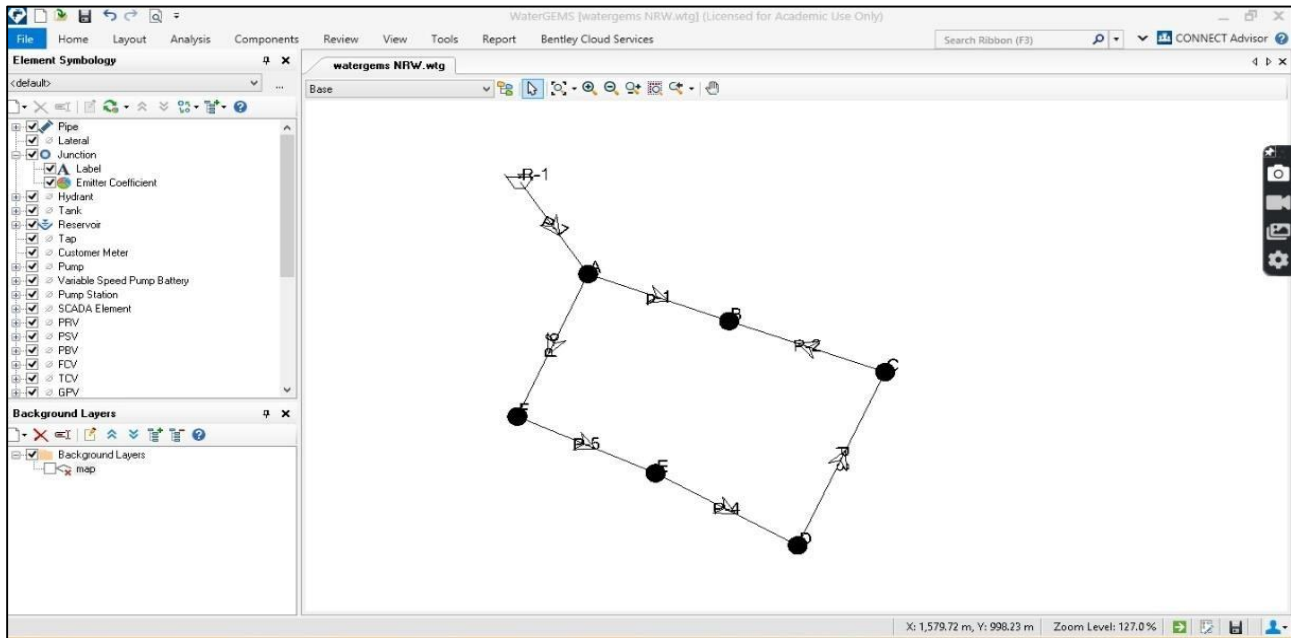 WaterGEMS [watergems NRW.wtg] (Licensed for Academic Use Only)
File Home Layout Analysis Components Review View Tools Report Bentley Cloud Services Search Ribbon (F3) CONNECT Advisor
Element Symbology
watergems NRW.wtg
<default> ...
Base
Pipe
Lateral
Junction
Label
Emitter Coefficient
Hydrant
Tank
Reservoir
Tap
Customer Meter
Pump
Variable Speed Pump Battery
Pump Station
SCADA Element
PRV
PSV
PBV
FCV
TCV
GPV
Background Layers
Background Layers
map
R-1
P-7
A
P-1
B
P-2
C
P-6
F
P-5
E
P-4
D
P-3
X: 1,579.72 m, Y: 998.23 m Zoom Level: 127.0 %